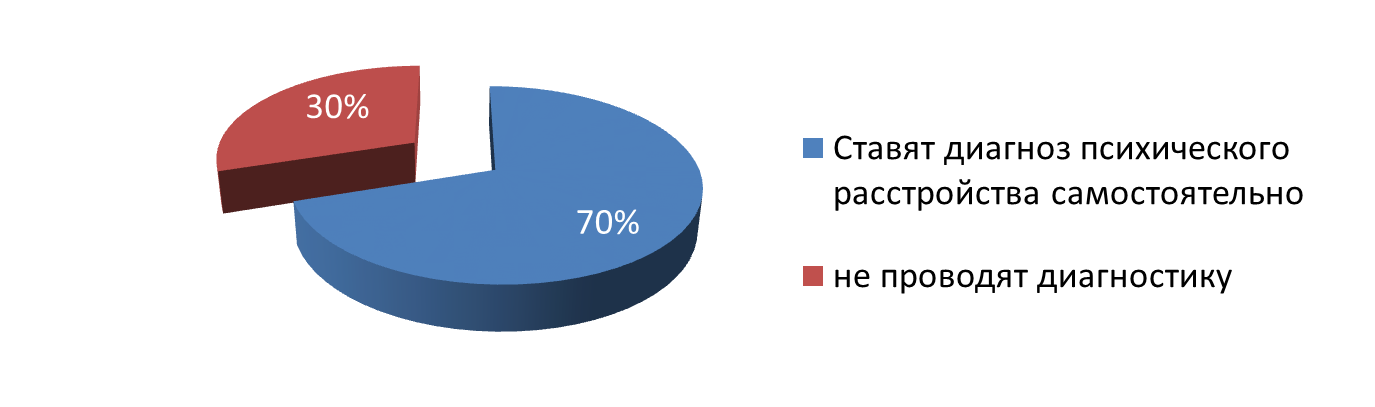 30%
70%
Ставят диагноз психического
расстройства самостоятельно
не проводят диагностику